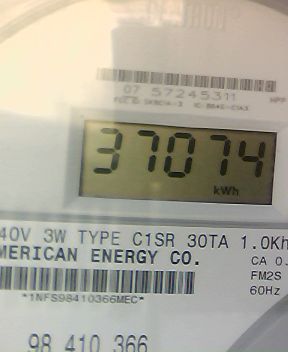 07 57245311
37074
kWh
40V 3W TYPE C1SR 30TA 1.0Kh
MERICAN ENERGY CO.
CA 0.
FM2S
60Hz
*1NFS98410366MEC*
98 410 366